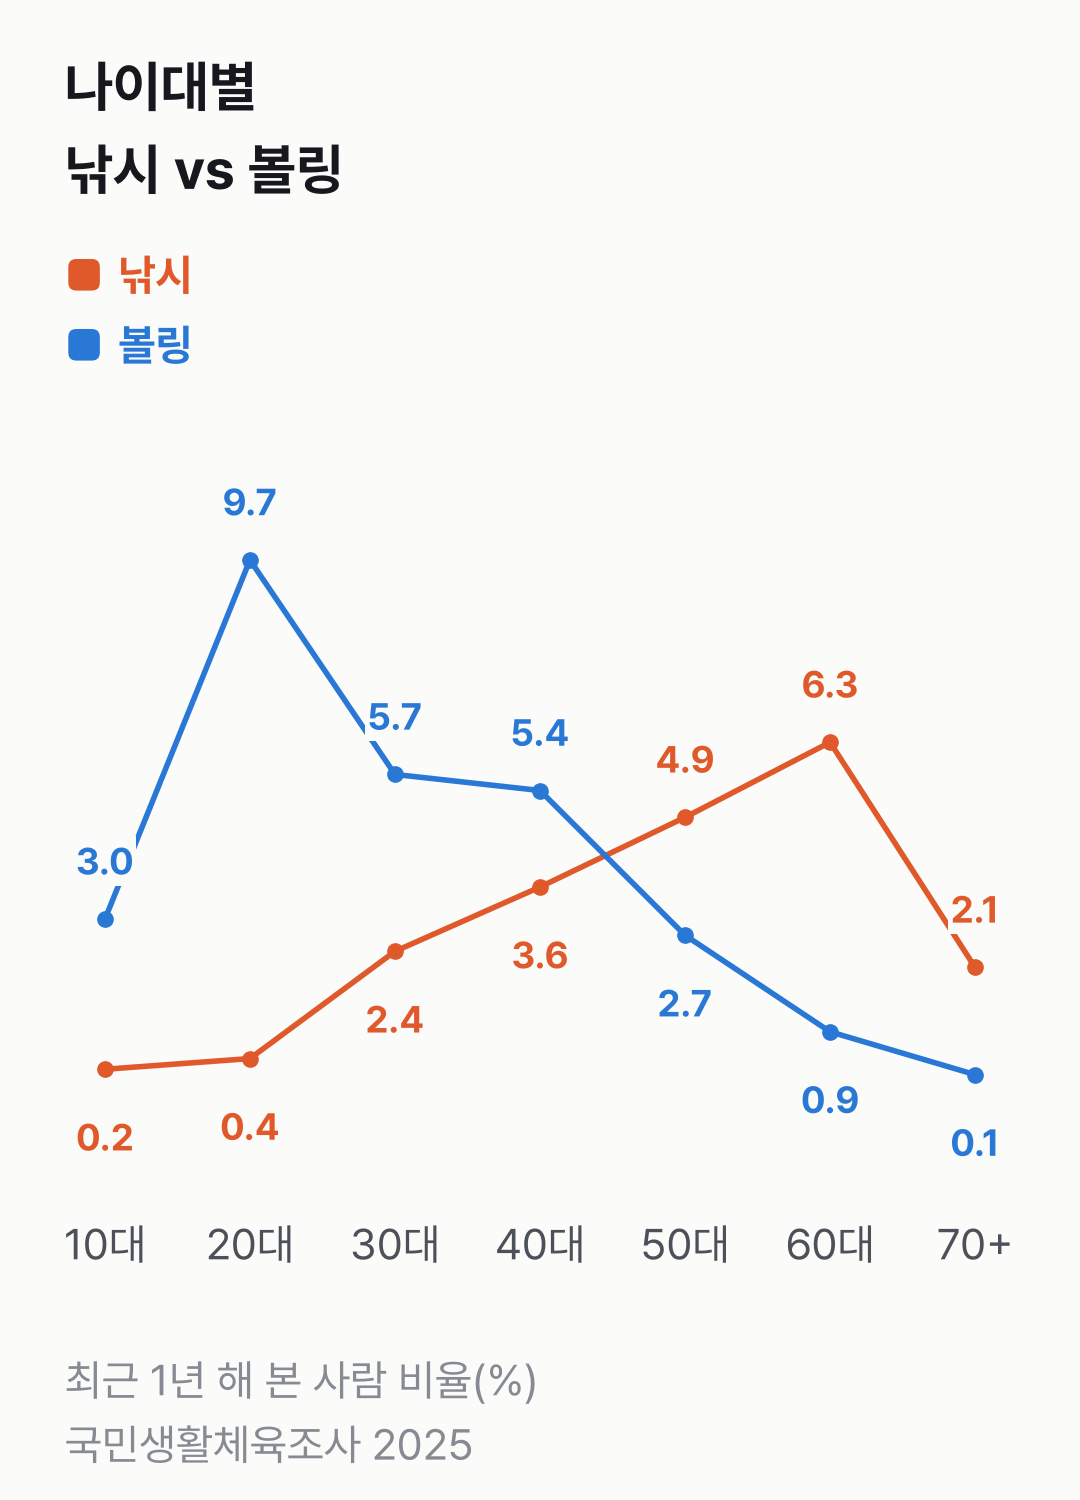 나이대별
낚시 vs 볼링
낚시
볼링
9.7
5.7
5.4
6.3
4.9
3.0
2.1
3.6
2.4
2.7
0.9
0.2
0.4
0.1
10대 20대 30대 40대 50대 60대 70+
최근 1년 해 본 사람 비율(%)
국민생활체육조사 2025